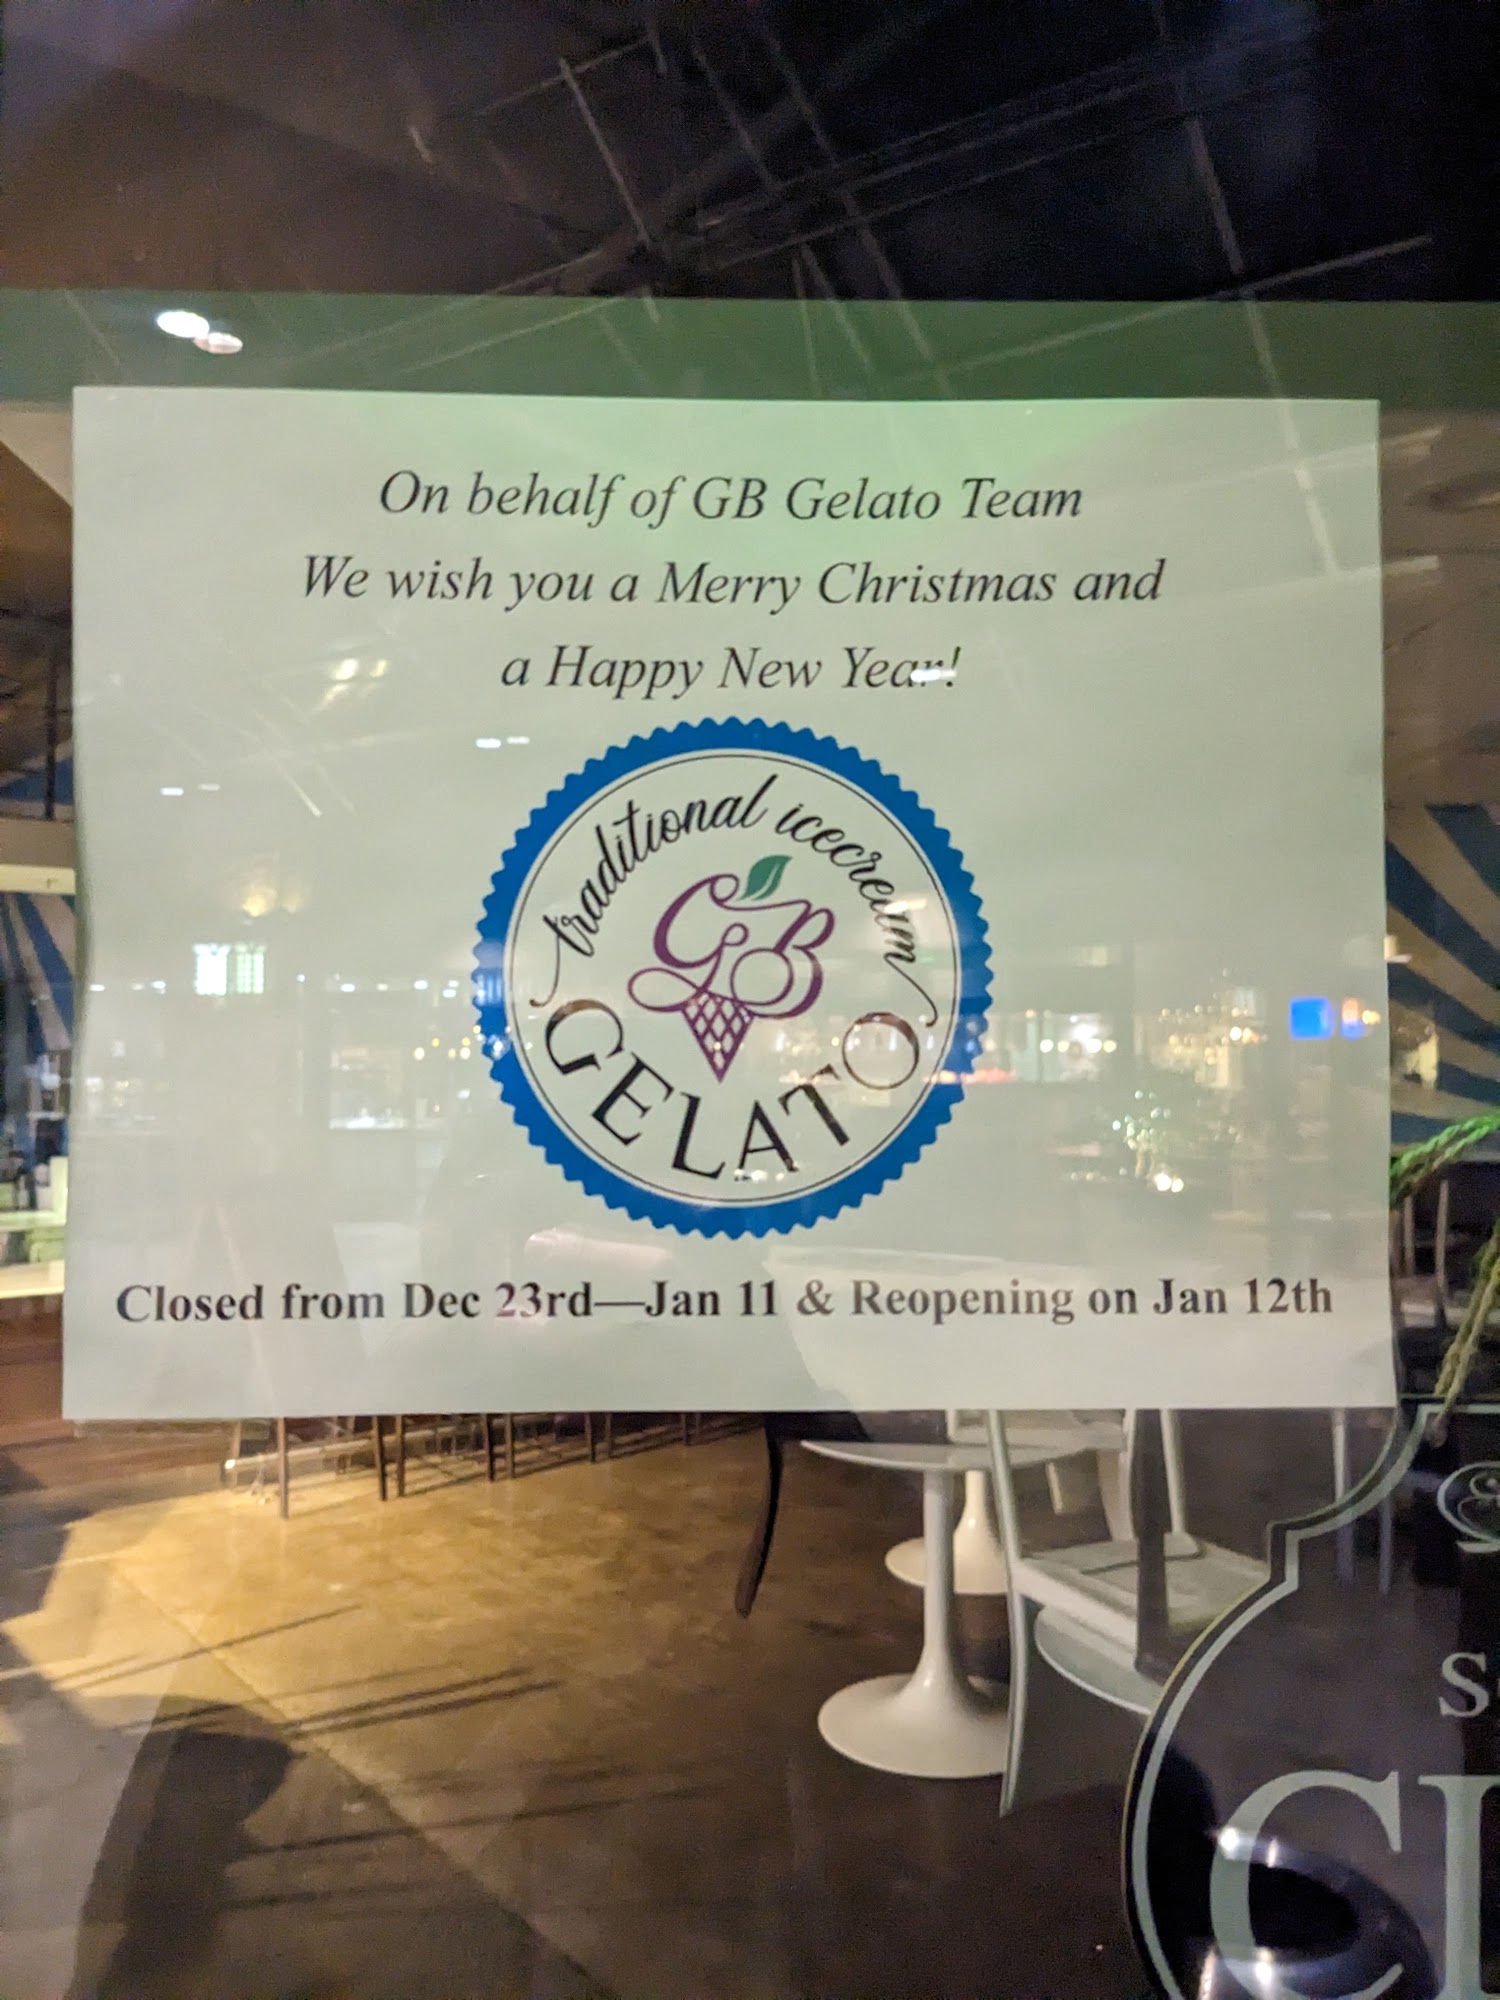 On behalf of GB Gelato Team
We wish you a Merry Christmas and
a Happy New Year!
traditional icecream
GB
GELATO
Closed from Dec 23rd—Jan 11 & Reopening on Jan 12th